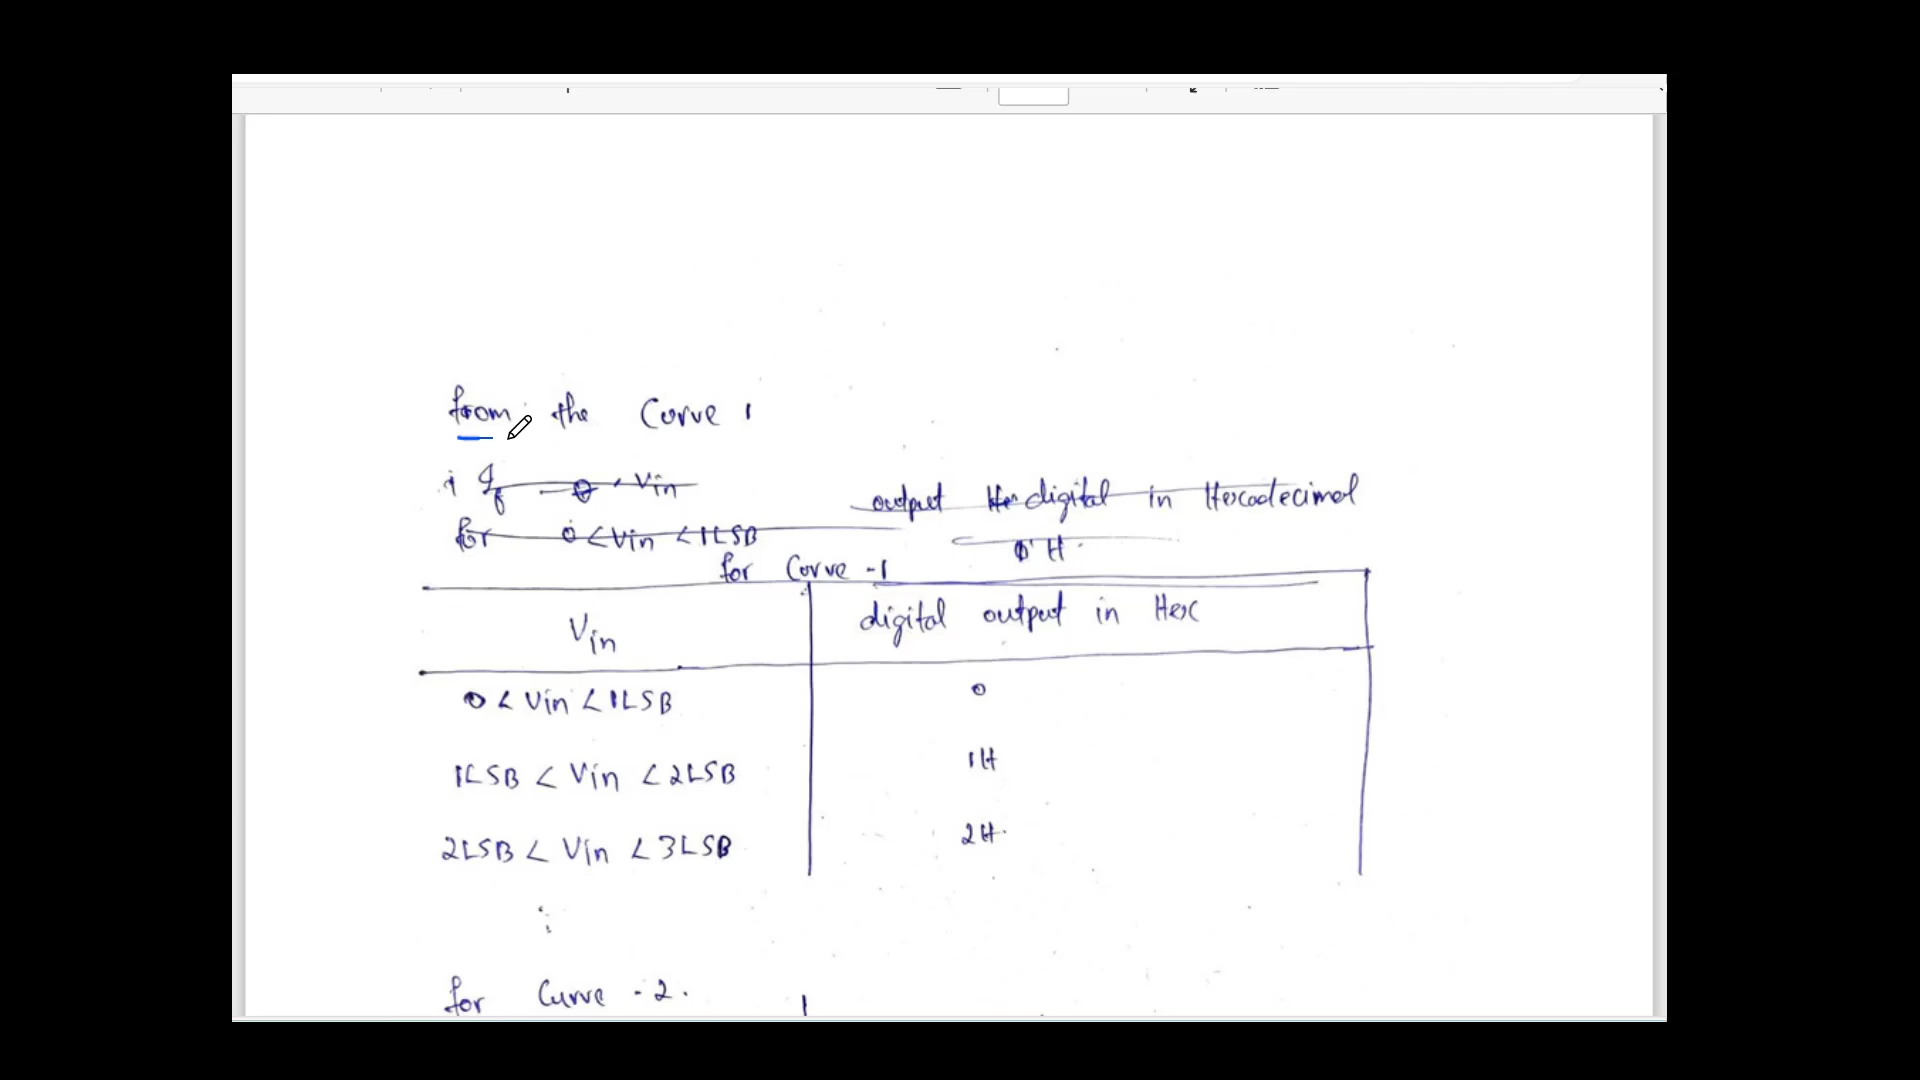 from the Curve 1
if 0 Vin
output Hex digital in Hexadecimal
for 0 < Vin < 1LSB
0 H
for Curve - 1
Vin digital output in Hex
0 < Vin < 1LSB 0
1LSB < Vin < 2LSB 1H
2LSB < Vin < 3LSB 2H
for Curve - 2.